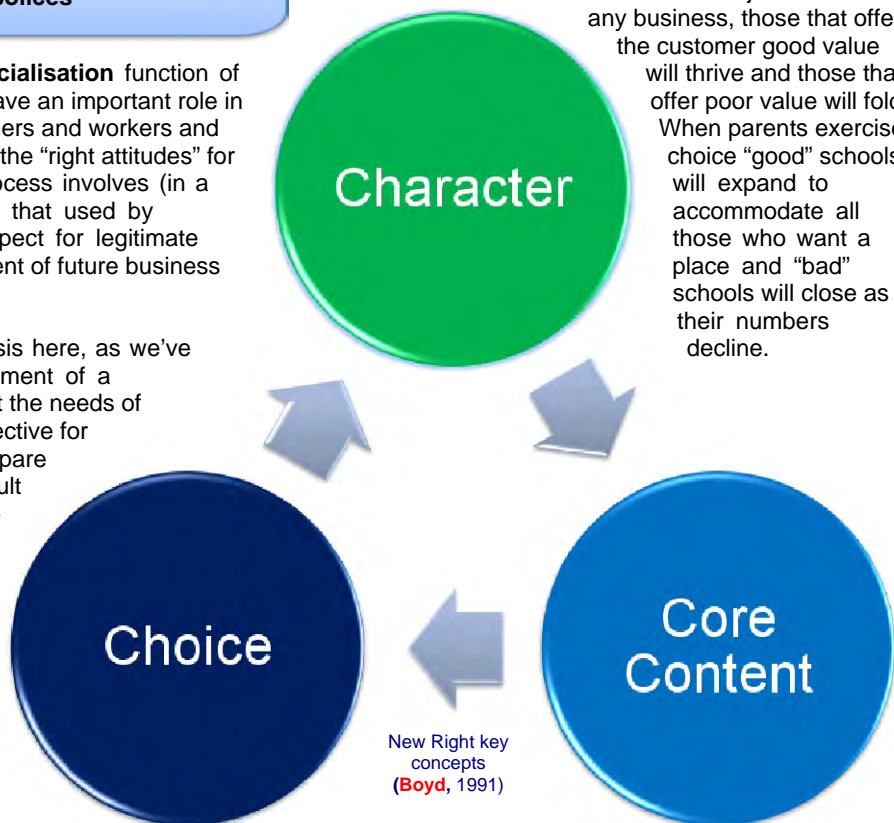 polices
cialisation function of
ave an important role in
ners and workers and
the “right attitudes” for
ocess involves (in a
that used by
pect for legitimate
ent of future business
sis here, as we’ve
ment of a
t the needs of
ective for
pare
ult
Character
any business, those that offe
the customer good value
will thrive and those tha
offer poor value will fold
When parents exercise
choice “good” schools
will expand to
accommodate all
those who want a
place and “bad”
schools will close as
their numbers
decline.
Choice
Core
Content
New Right key
concepts
(Boyd, 1991)